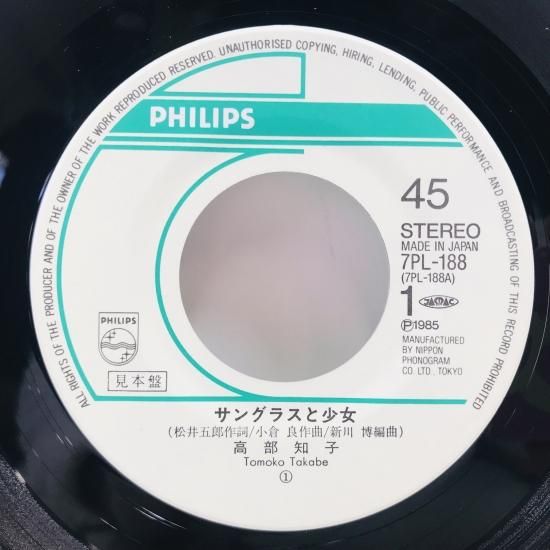 ALL RIGHTS OF THE PRODUCER AND OF THE OWNER OF THE WORK REPRODUCED RESERVED. UNAUTHORISED COPYING, HIRING, LENDING, PUBLIC PERFORMANCE AND BROADCASTING OF THIS RECORD PROHIBITED
PHILIPS
45
STEREO
MADE IN JAPAN
7PL-188
(7PL-188A)
1 JASRAC
Ⓟ1985
MANUFACTURED
BY NIPPON
PHONOGRAM
CO. LTD., TOKYO
PHILIPS
見本盤
サングラスと少女
(松井五郎作詞/小倉 良作曲/新川 博編曲)
高部知子
Tomoko Takabe
①